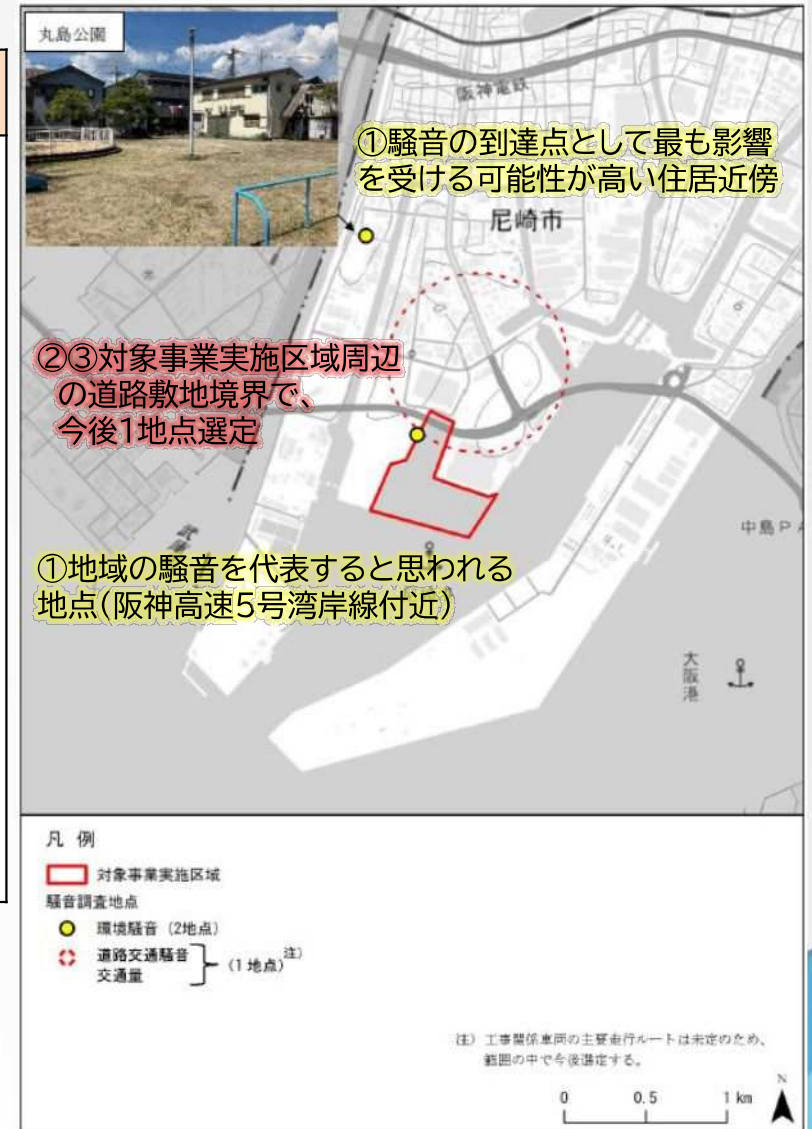 丸島公園
阪神電鉄
①騒音の到達点として最も影響
を受ける可能性が高い住居近傍
尼崎市
②③対象事業実施区域周辺
の道路敷地境界で、
今後1地点選定
中島PA
①地域の騒音を代表すると思われる
地点(阪神高速5号湾岸線付近)
大阪港
凡 例
対象事業実施区域
騒音調査地点
環境騒音（2地点）
道路交通騒音
交通量
（1地点）注）
注）工事関係車両の主要走行ルートは未定のため、
範囲の中で今後選定する。
N
0 0.5 1 km